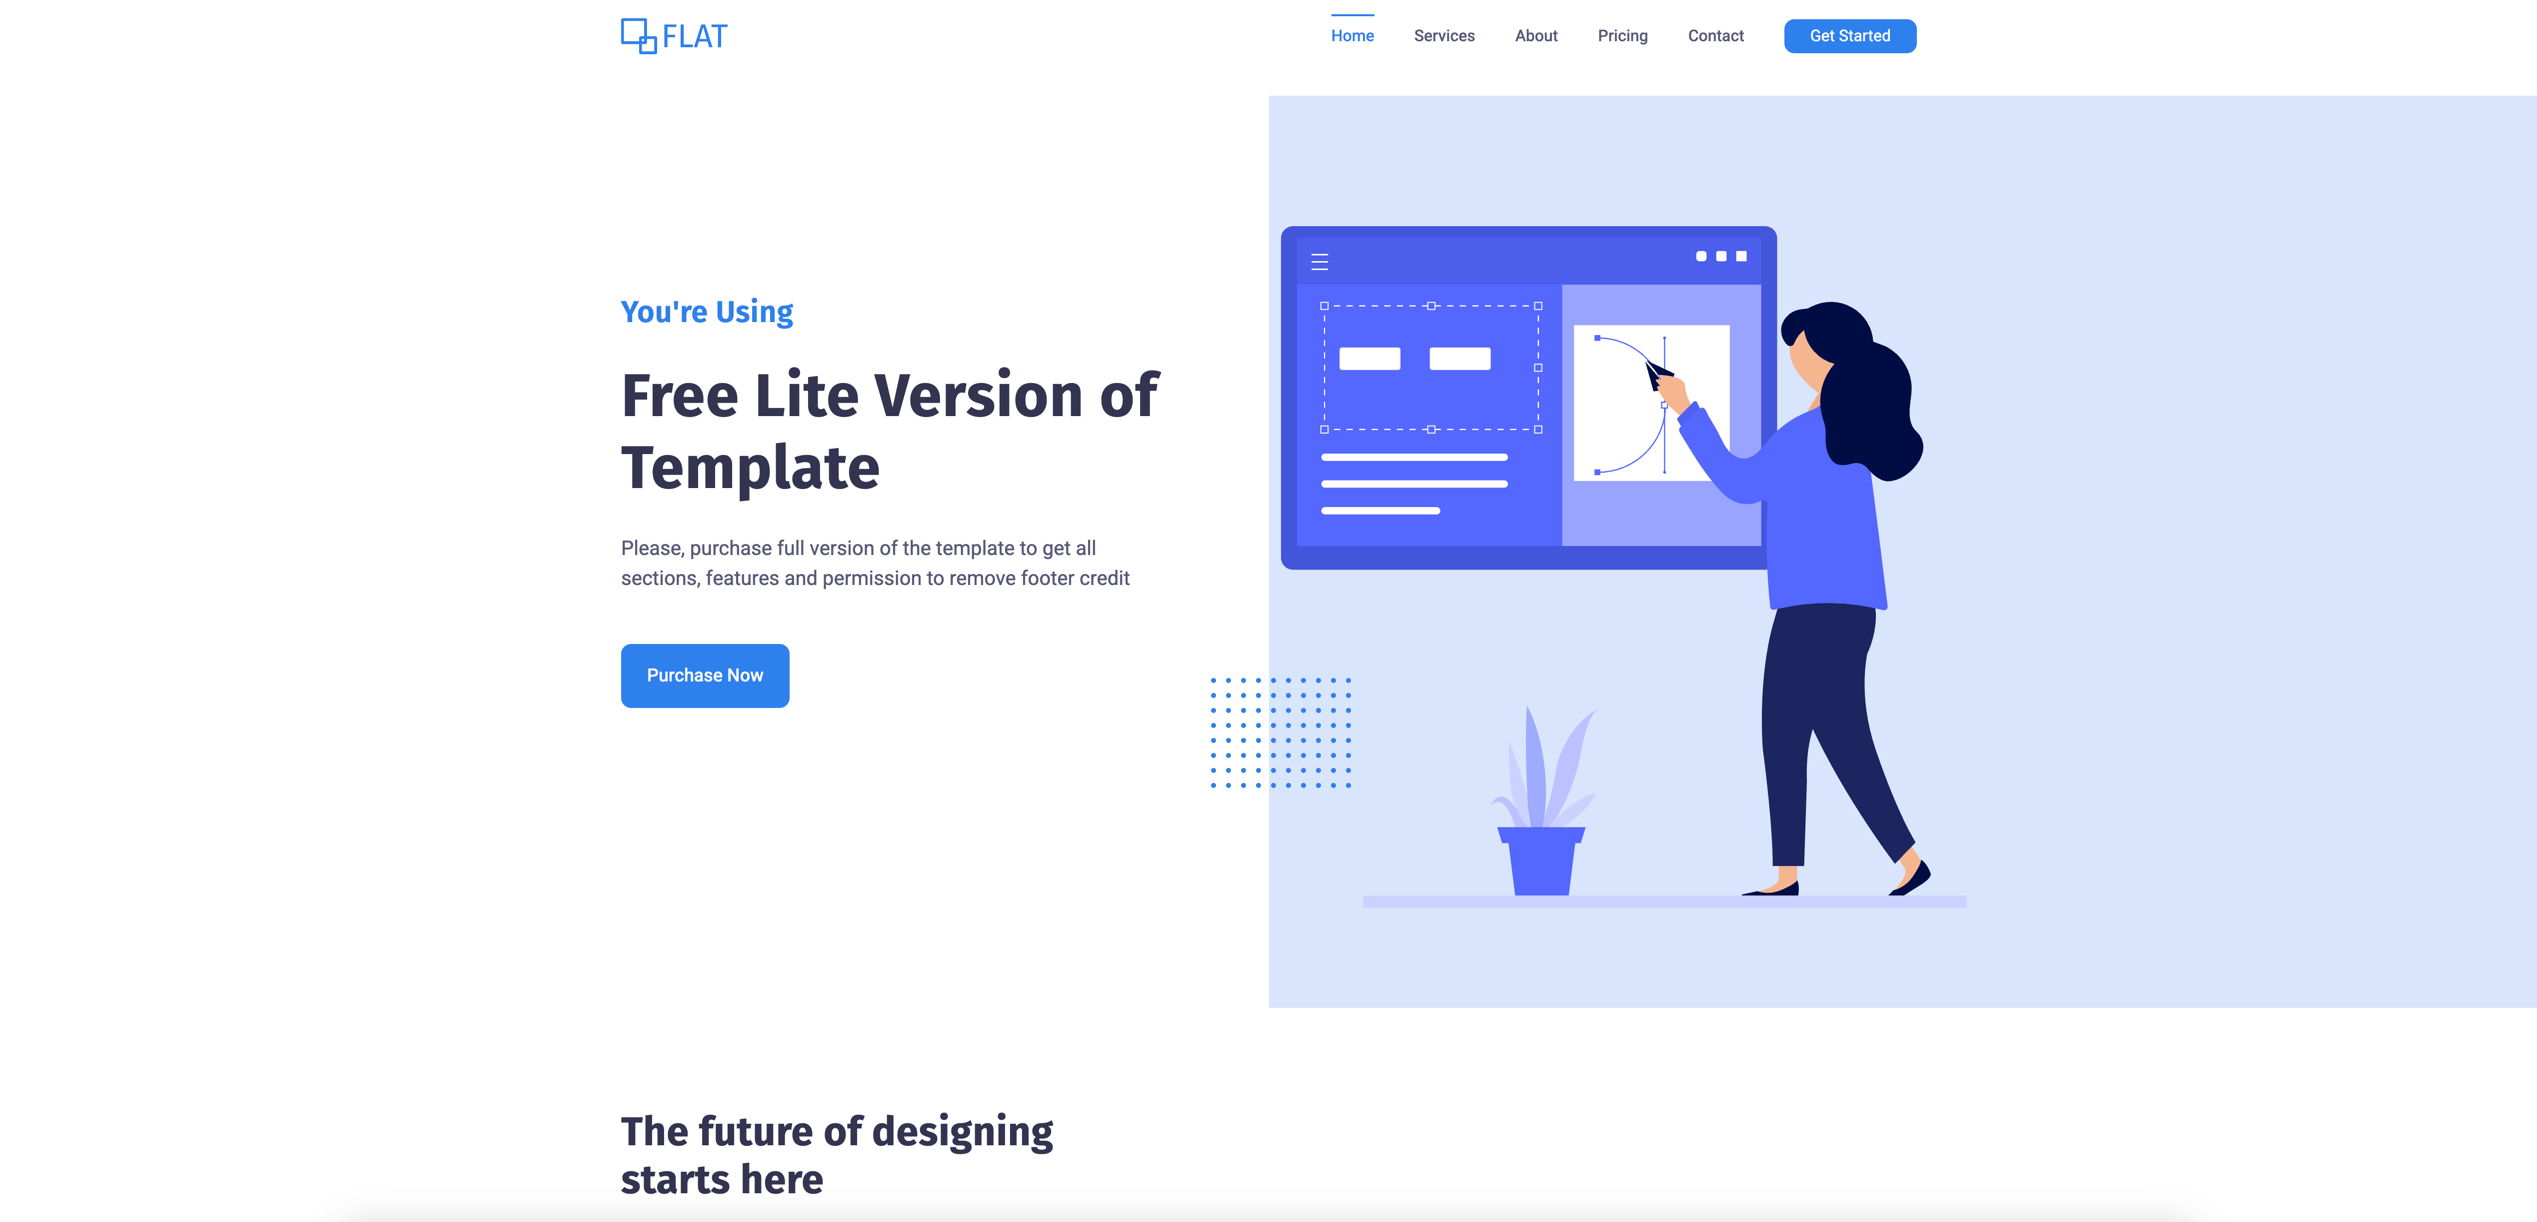 FLAT
Home Services About Pricing Contact Get Started
You're Using
Free Lite Version of
Template
Please, purchase full version of the template to get all
sections, features and permission to remove footer credit
Purchase Now
The future of designing
starts here